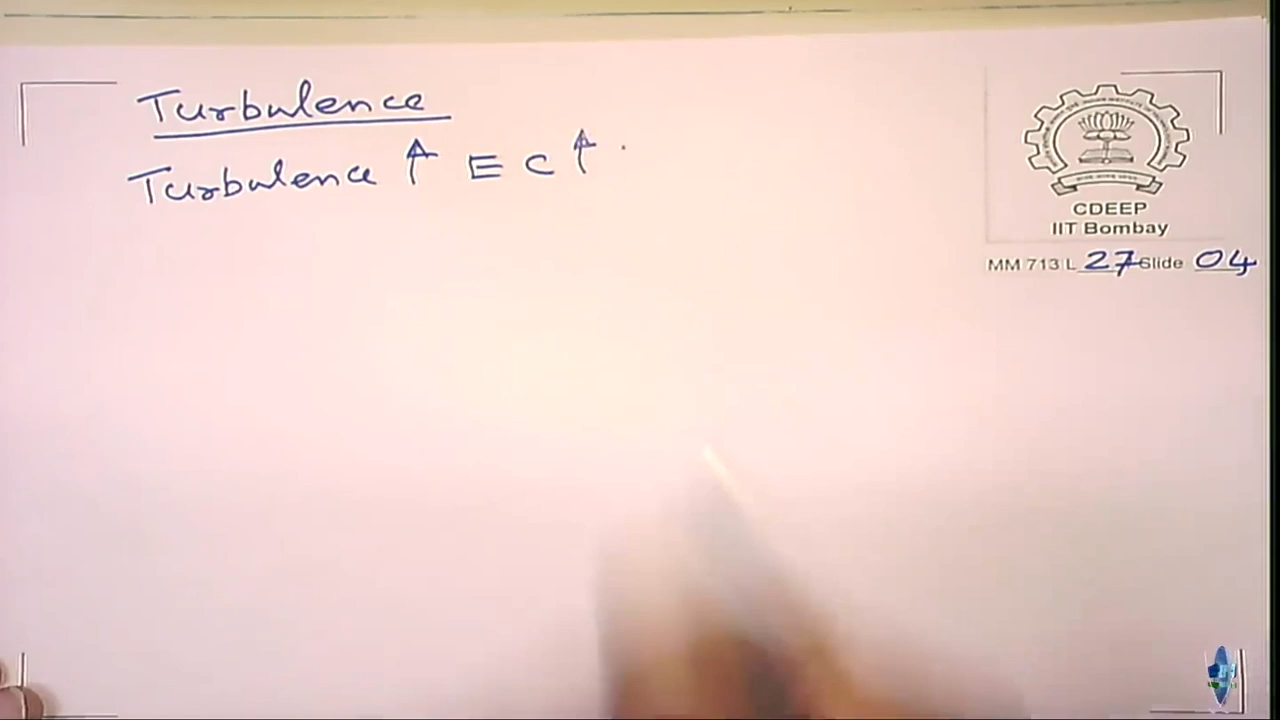 Turbulence
Turbulence ↑ E C ↑
CDEEP
IIT Bombay
MM 713 L 27 Slide 04